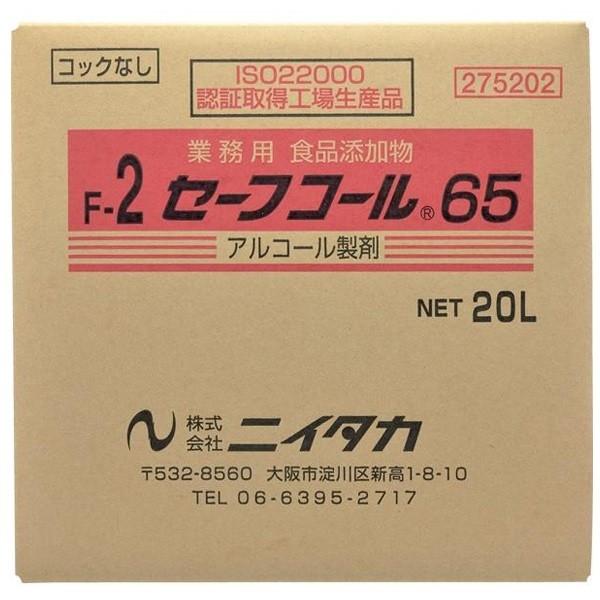 コックなし
ISO22000
認証取得工場生産品
275202
業務用 食品添加物
F-2 セーフコール® 65
アルコール製剤
NET 20L
株式会社 ニイタカ
〒532-8560 大阪市淀川区新高1-8-10
TEL 06-6395-2717